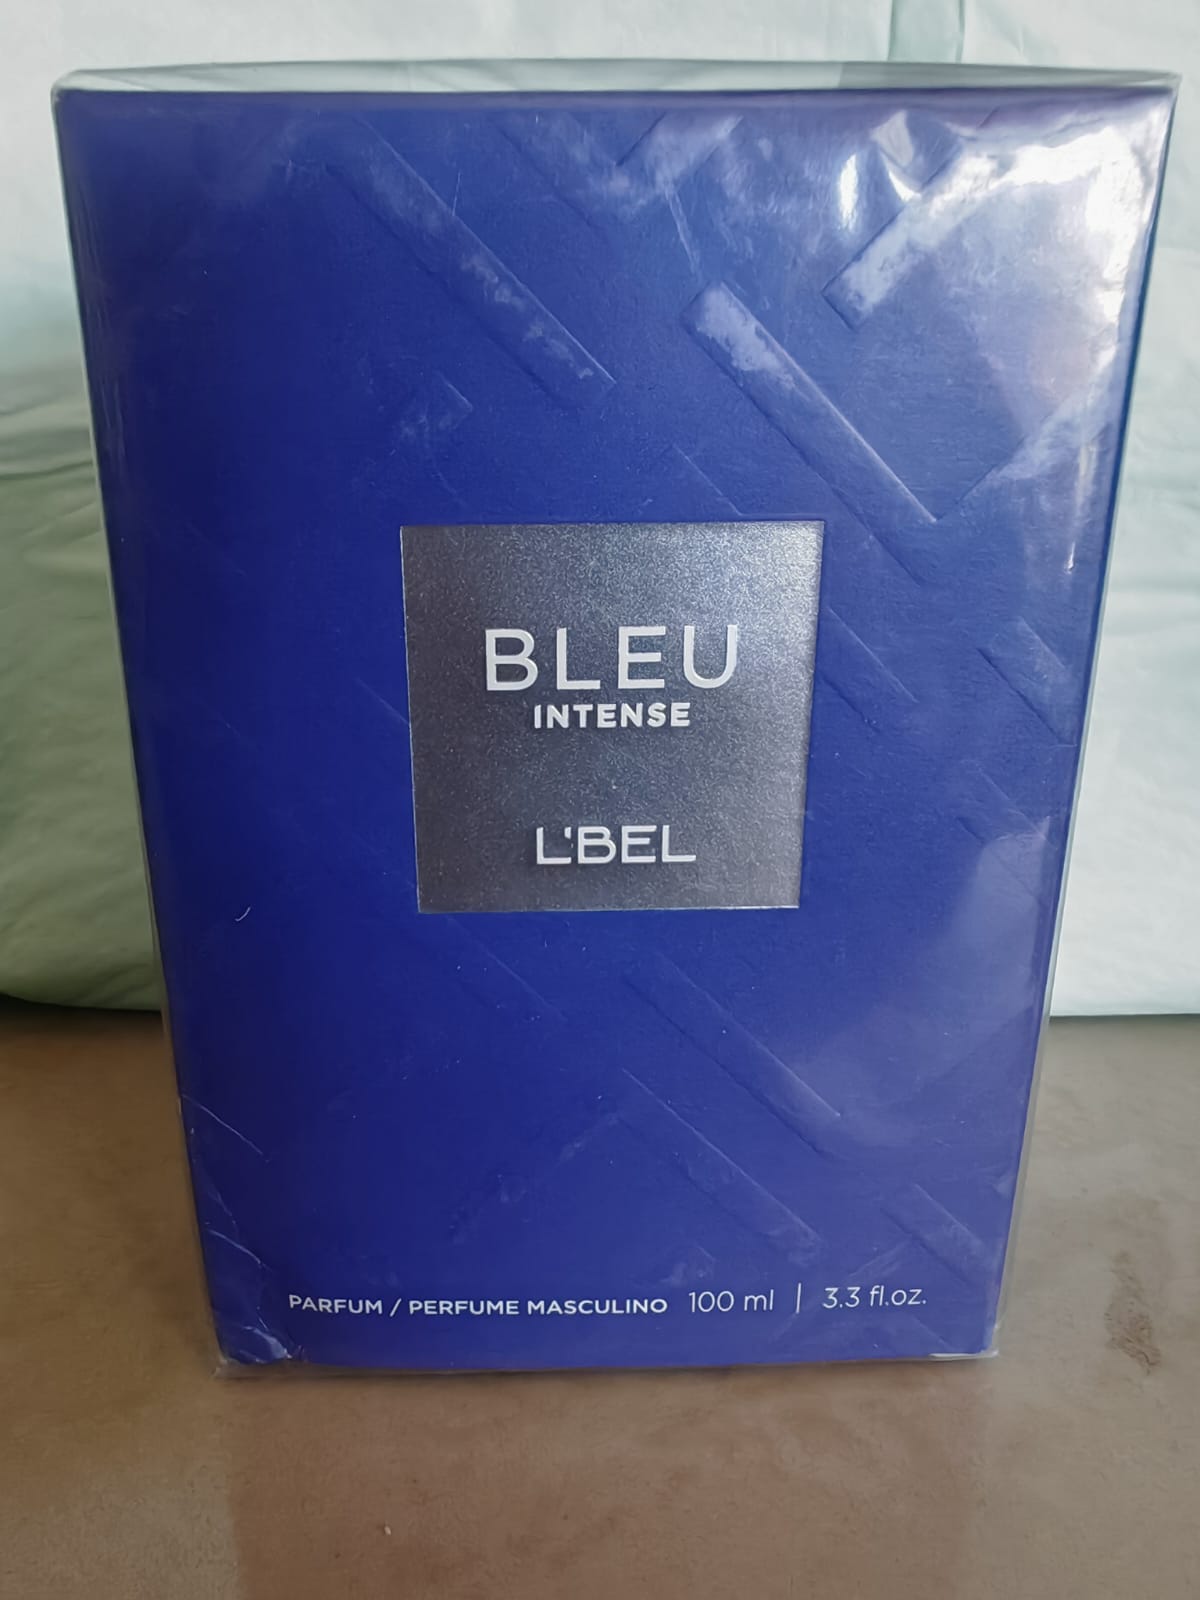 BLEU
INTENSE
L'BEL
PARFUM / PERFUME MASCULINO 100 ml | 3.3 fl.oz.